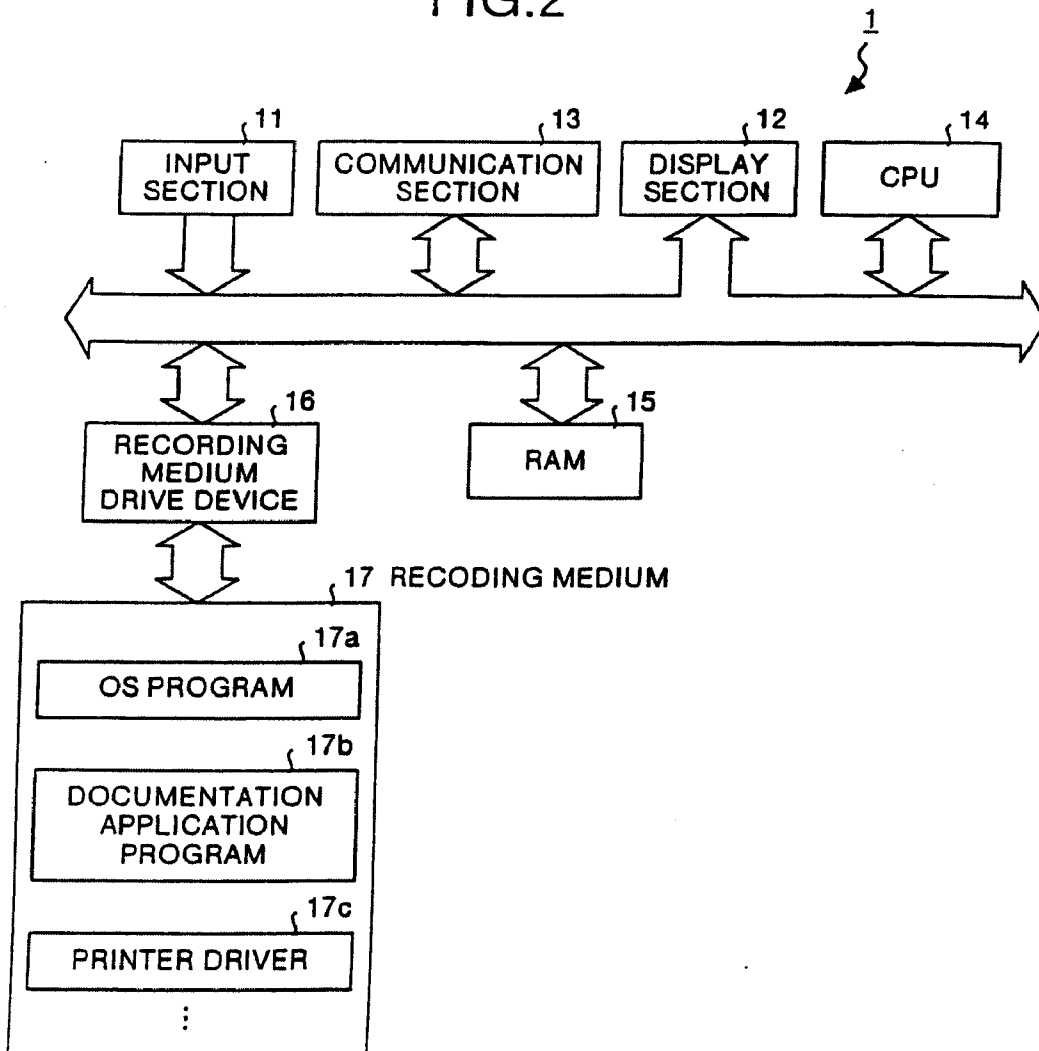 FIG.2
1
11
INPUT
SECTION
13
COMMUNICATION
SECTION
12
DISPLAY
SECTION
14
CPU
16
RECORDING
MEDIUM
DRIVE DEVICE
15
RAM
17 RECODING MEDIUM
17a
OS PROGRAM
17b
DOCUMENTATION
APPLICATION
PROGRAM
17c
PRINTER DRIVER
⋮